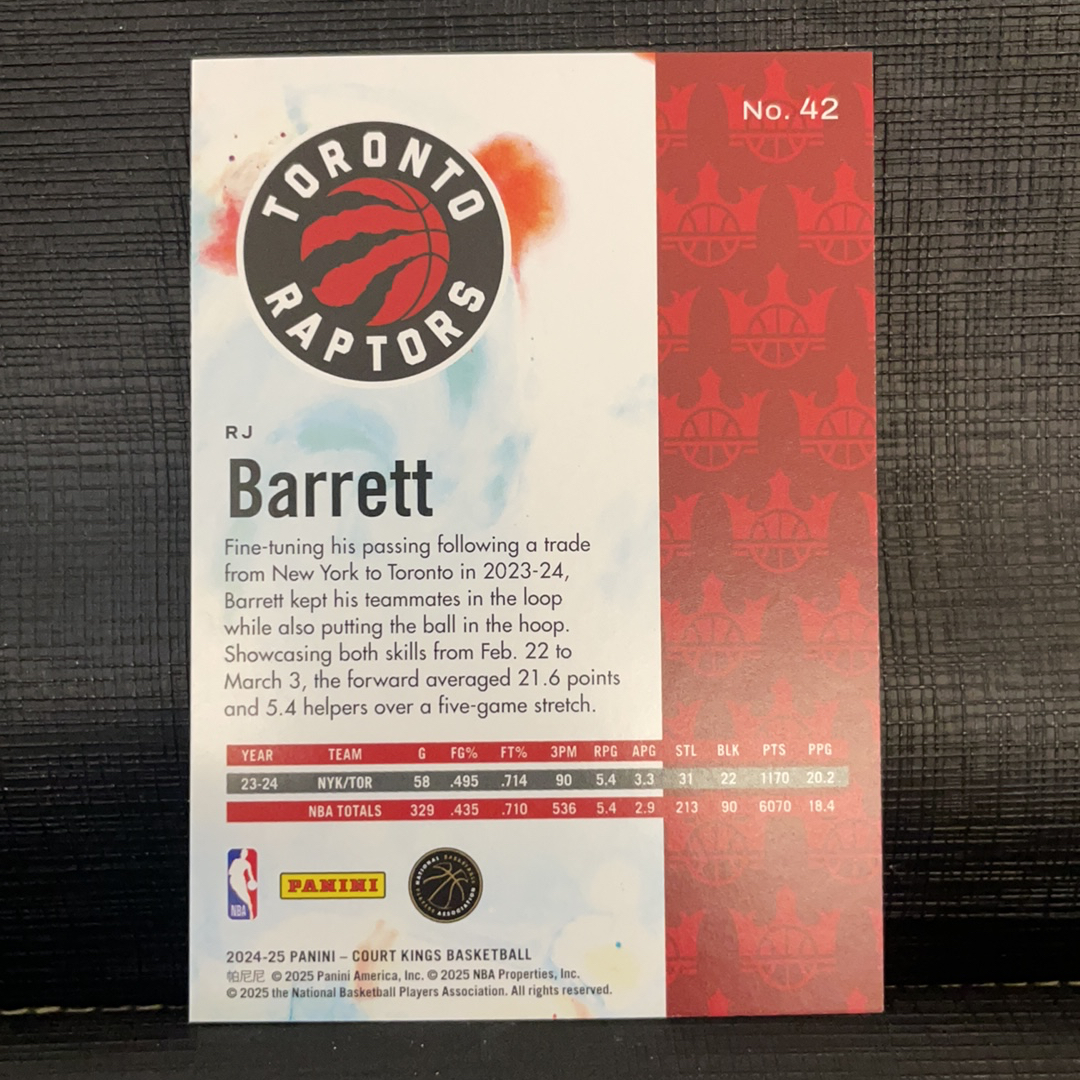 No. 42
TORONTO
RAPTORS
RJ
Barrett
Fine-tuning his passing following a trade
from New York to Toronto in 2023-24,
Barrett kept his teammates in the loop
while also putting the ball in the hoop.
Showcasing both skills from Feb. 22 to
March 3, the forward averaged 21.6 points
and 5.4 helpers over a five-game stretch.
YEAR TEAM G FG% FT% 3PM RPG APG STL BLK PTS PPG
23-24 NYK/TOR 58 .495 .714 90 5.4 3.3 31 22 1170 20.2
NBA TOTALS 329 .435 .710 536 5.4 2.9 213 90 6070 18.4
NBA
PANINI
NATIONAL BASKETBALL
PLAYERS ASSOCIATION
2024-25 PANINI – COURT KINGS BASKETBALL
帕尼尼 © 2025 Panini America, Inc. © 2025 NBA Properties, Inc.
© 2025 the National Basketball Players Association. All rights reserved.